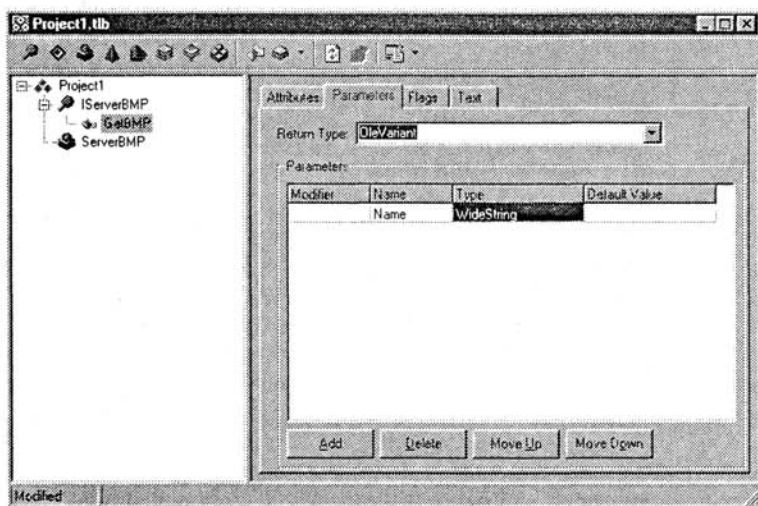 Project1.tlb
Project1
IServerBMP
GetBMP
ServerBMP
Attributes Parameters Flags Text
Return Type: OleVariant
Parameters
Modifier Name Type Default Value
Name WideString
Add Delete Move Up Move Down
Modified